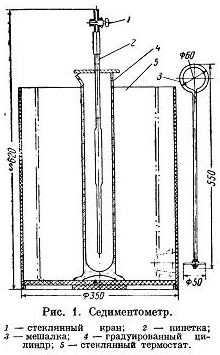 1
2
4
5
Ф60
3
≈620
550
Ф50
Ф350
Рис. 1. Седиментометр.
1 — стеклянный кран; 2 — пипетка;
3 — мешалка; 4 — градуированный ци-
линдр; 5 — стеклянный термостат.